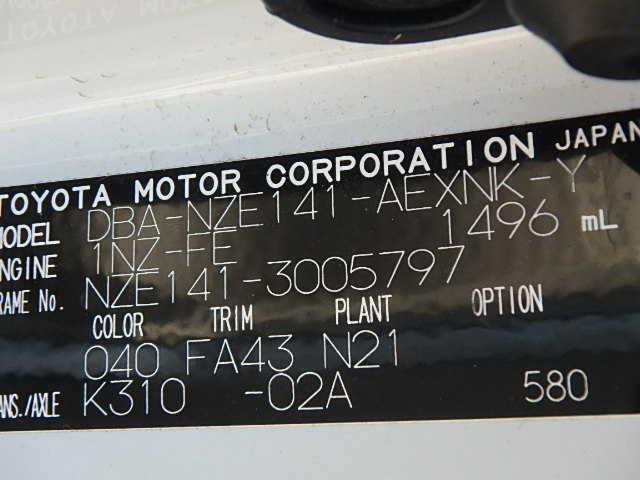 TOYOTA MOTOR CORPORATION JAPAN
MODEL DBA-NZE141-AEXNK-Y
ENGINE 1NZ-FE 1496 mL
FRAME No. NZE141-3005797
COLOR TRIM PLANT OPTION
040 FA43 N21
TRANS./AXLE K310 -02A 580